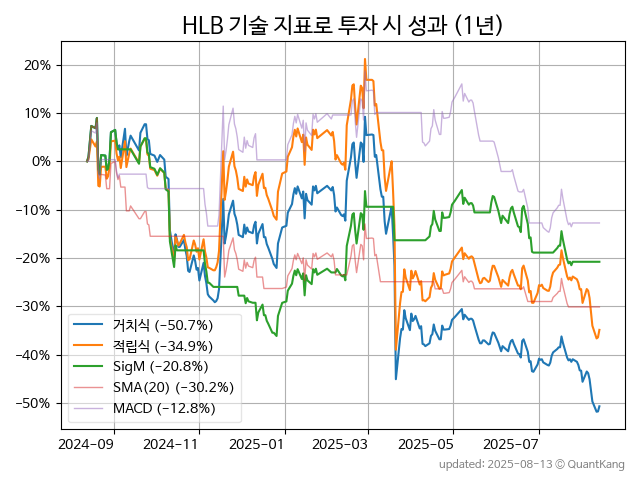 HLB 기술 지표로 투자 시 성과 (1년)
20%
10%
0%
−10%
−20%
−30%
−40%
−50%
거치식 (−50.7%)
적립식 (−34.9%)
SigM (−20.8%)
SMA(20) (−30.2%)
MACD (−12.8%)
2024-09 2024-11 2025-01 2025-03 2025-05 2025-07
updated: 2025-08-13 © QuantKang